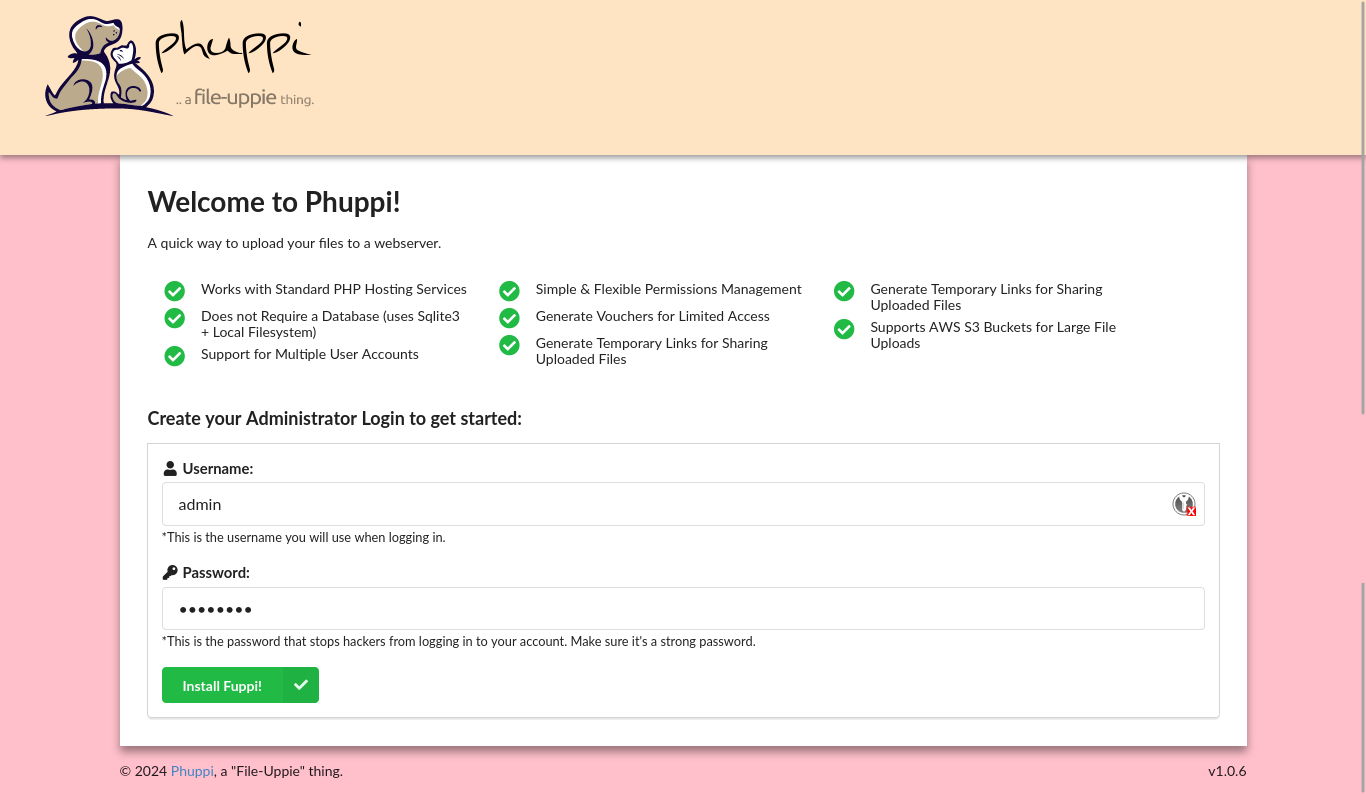 phuppi
.. a file-uppie thing.
Welcome to Phuppi!
A quick way to upload your files to a webserver.
Works with Standard PHP Hosting Services
Does not Require a Database (uses Sqlite3
+ Local Filesystem)
Support for Multiple User Accounts
Simple & Flexible Permissions Management
Generate Vouchers for Limited Access
Generate Temporary Links for Sharing
Uploaded Files
Generate Temporary Links for Sharing
Uploaded Files
Supports AWS S3 Buckets for Large File
Uploads
Create your Administrator Login to get started:
Username:
admin
*This is the username you will use when logging in.
Password:
••••••••
*This is the password that stops hackers from logging in to your account. Make sure it's a strong password.
Install Fuppi!
© 2024 Phuppi, a "File-Uppie" thing.
v1.0.6